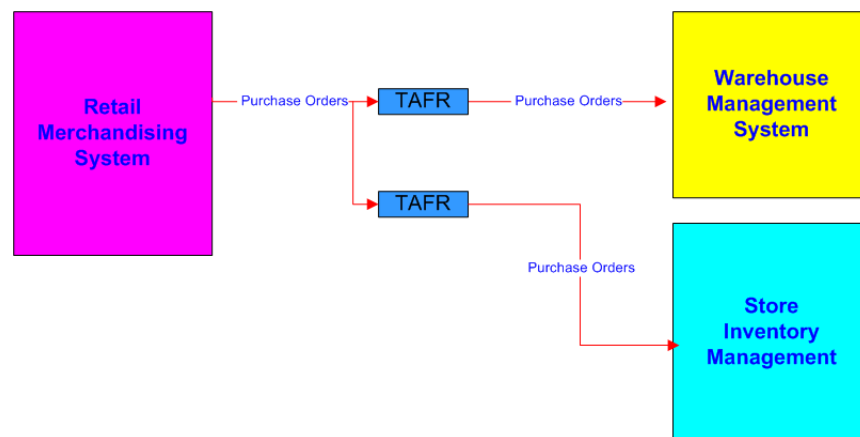 Retail
Merchandising
System
Purchase Orders
TAFR
Purchase Orders
Warehouse
Management
System
TAFR
Purchase Orders
Store
Inventory
Management